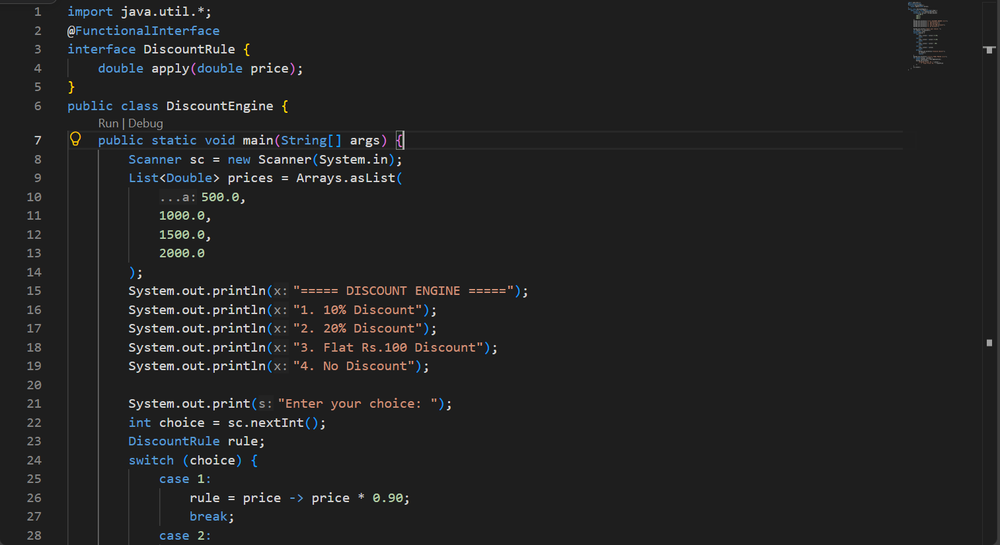 1 import java.util.*;
2 @FunctionalInterface
3 interface DiscountRule {
4 double apply(double price);
5 }
6 public class DiscountEngine {
Run | Debug
7 public static void main(String[] args) {
8 Scanner sc = new Scanner(System.in);
9 List<Double> prices = Arrays.asList(
10 ...a: 500.0,
11 1000.0,
12 1500.0,
13 2000.0
14 );
15 System.out.println(x: "===== DISCOUNT ENGINE =====");
16 System.out.println(x: "1. 10% Discount");
17 System.out.println(x: "2. 20% Discount");
18 System.out.println(x: "3. Flat Rs.100 Discount");
19 System.out.println(x: "4. No Discount");
20
21 System.out.print(s: "Enter your choice: ");
22 int choice = sc.nextInt();
23 DiscountRule rule;
24 switch (choice) {
25 case 1:
26 rule = price -> price * 0.90;
27 break;
28 case 2: